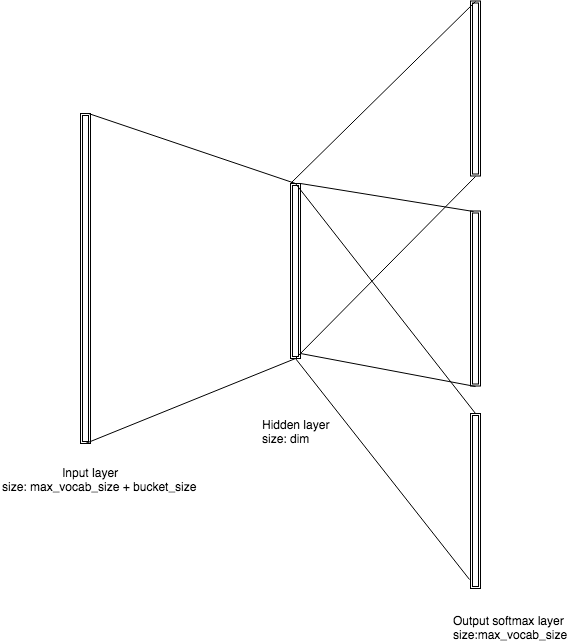 Hidden layer
size: dim
Input layer
size: max_vocab_size + bucket_size
Output softmax layer
size:max_vocab_size